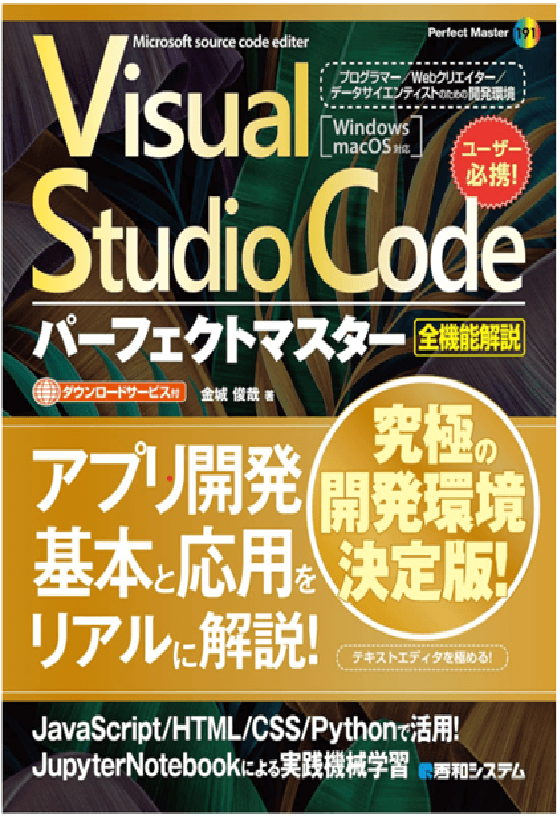 Microsoft source code editer
Perfect Master 191
プログラマー/Webクリエイター/
データサイエンティストのための開発環境
Visual
[Windows
macOS対応]
ユーザー
必携!
Studio Code
パーフェクトマスター 全機能解説
ダウンロードサービス付 金城 俊哉 著
アプリ開発
基本と応用を
リアルに解説!
究極の
開発環境
決定版!
テキストエディタを極める!
JavaScript/HTML/CSS/Pythonで活用!
JupyterNotebookによる実践機械学習
秀和システム